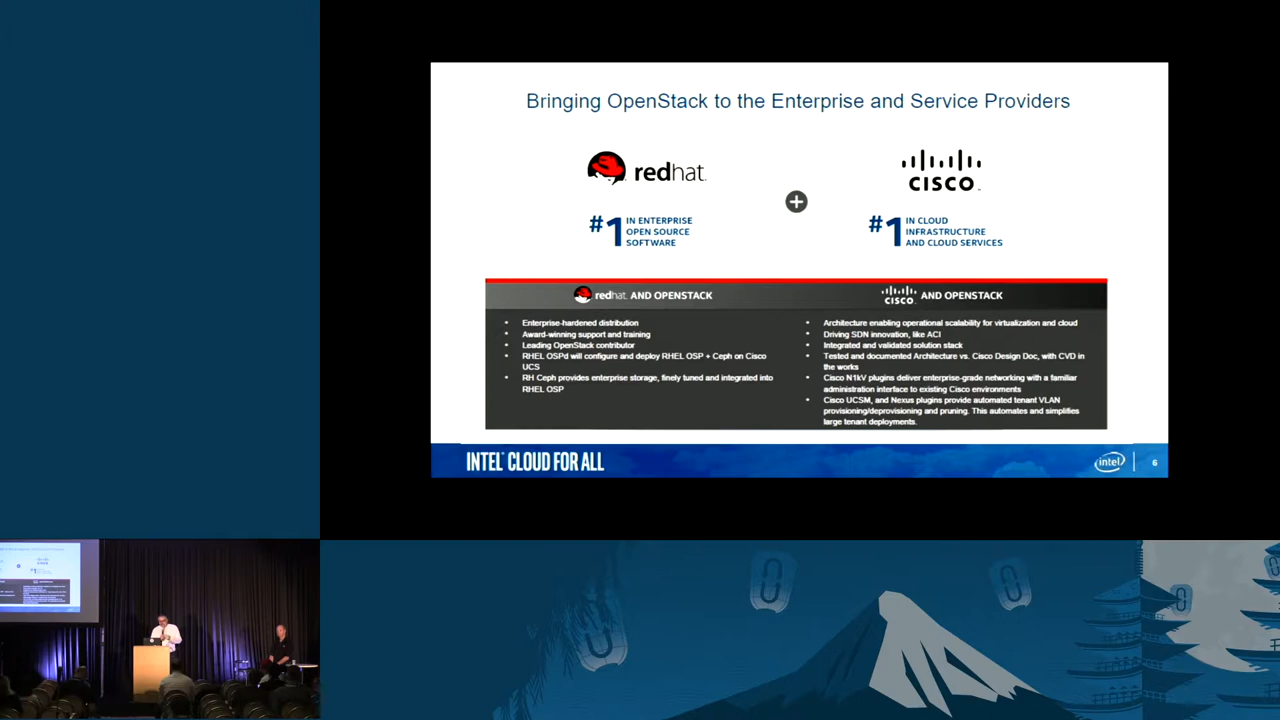 Bringing OpenStack to the Enterprise and Service Providers
redhat.
CISCO
#1 IN ENTERPRISE
OPEN SOURCE
SOFTWARE
#1 IN CLOUD
INFRASTRUCTURE
AND CLOUD SERVICES
redhat. AND OPENSTACK
CISCO. AND OPENSTACK
• Enterprise-hardened distribution
• Award-winning support and training
• Leading OpenStack contributor
• RHEL OSPd will configure and deploy RHEL OSP + Ceph on Cisco
UCS
• RH Ceph provides enterprise storage, finely tuned and integrated into
RHEL OSP
• Architecture enabling operational scalability for virtualization and cloud
• Driving SDN innovation, like ACI
• Integrated and validated solution stack
• Tested and documented Architecture vs. Cisco Design Doc, with CVD in
the works
• Cisco N1kV plugins deliver enterprise-grade networking with a familiar
administration interface to existing Cisco environments
• Cisco UCSM, and Nexus plugins provide automated tenant VLAN
provisioning/deprovisioning and pruning. This automates and simplifies
large tenant deployments.
INTEL® CLOUD FOR ALL
intel
6